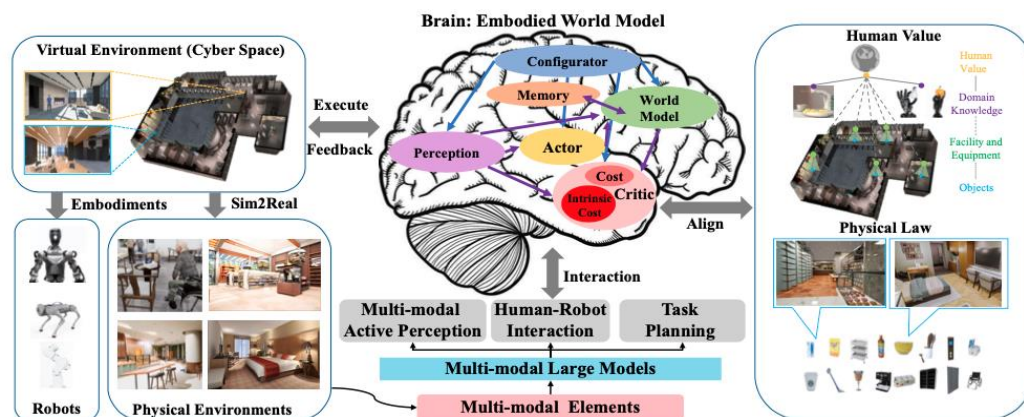 Brain: Embodied World Model
Virtual Environment (Cyber Space)
Embodiments
Sim2Real
Robots
Physical Environments
Execute
Feedback
Configurator
Memory
World
Model
Perception
Actor
Cost
Critic
Intrinsic
Cost
Interaction
Align
Multi-modal
Active Perception
Human-Robot
Interaction
Task
Planning
Multi-modal Large Models
Multi-modal Elements
Human Value
Human
Value
Domain
Knowledge
Facility and
Equipment
Objects
Physical Law